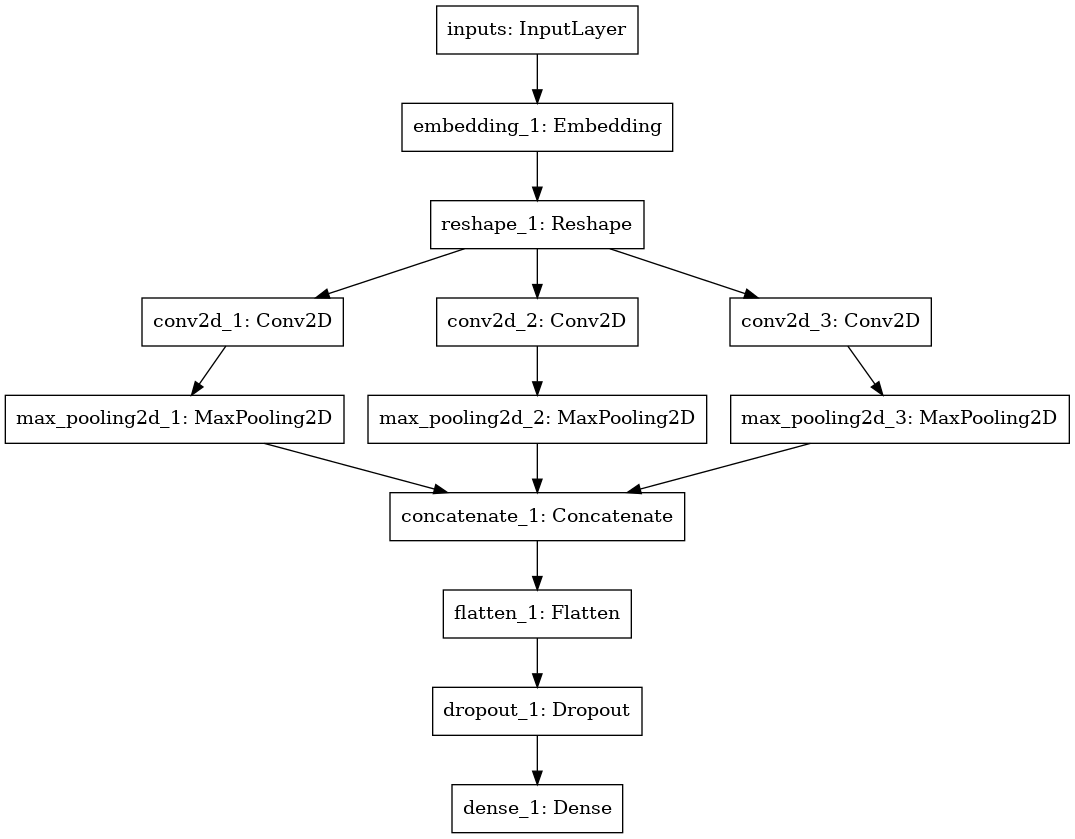 inputs: InputLayer
embedding_1: Embedding
reshape_1: Reshape
conv2d_1: Conv2D
conv2d_2: Conv2D
conv2d_3: Conv2D
max_pooling2d_1: MaxPooling2D
max_pooling2d_2: MaxPooling2D
max_pooling2d_3: MaxPooling2D
concatenate_1: Concatenate
flatten_1: Flatten
dropout_1: Dropout
dense_1: Dense